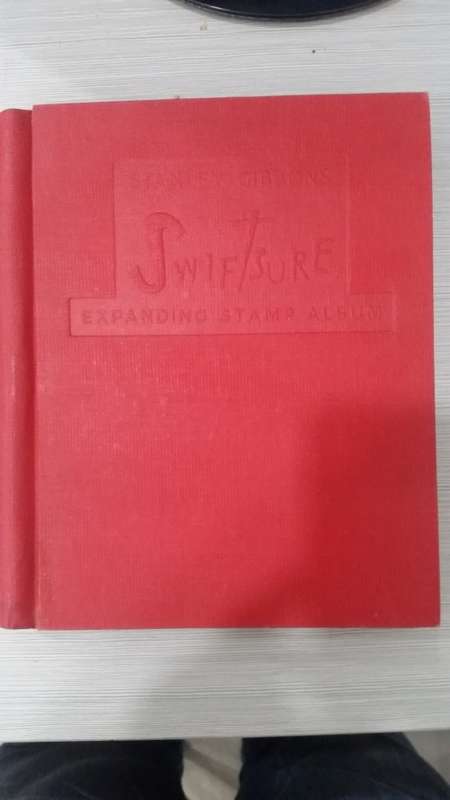 STANLEY GIBBONS
SWIFTSURE
EXPANDING STAMP ALBUM